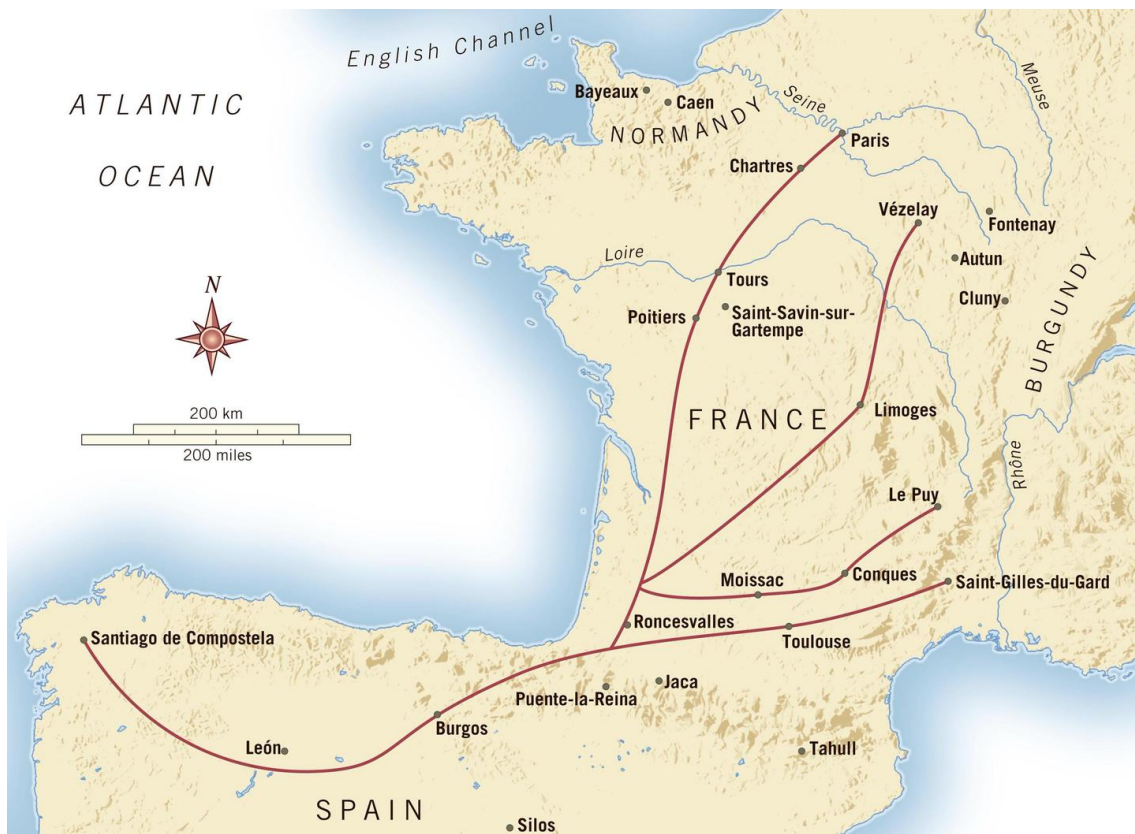 English Channel
ATLANTIC
OCEAN
Bayeaux
Caen
NORMANDY
Seine
Meuse
Paris
Chartres
Vézelay
Fontenay
Loire
Autun
Tours
Cluny
Saint-Savin-sur-
Gartempe
Poitiers
BURGUNDY
N
200 km
200 miles
FRANCE
Limoges
Rhône
Le Puy
Moissac
Conques
Saint-Gilles-du-Gard
Roncesvalles
Toulouse
Santiago de Compostela
Jaca
Puente-la-Reina
Burgos
León
Tahull
SPAIN
Silos